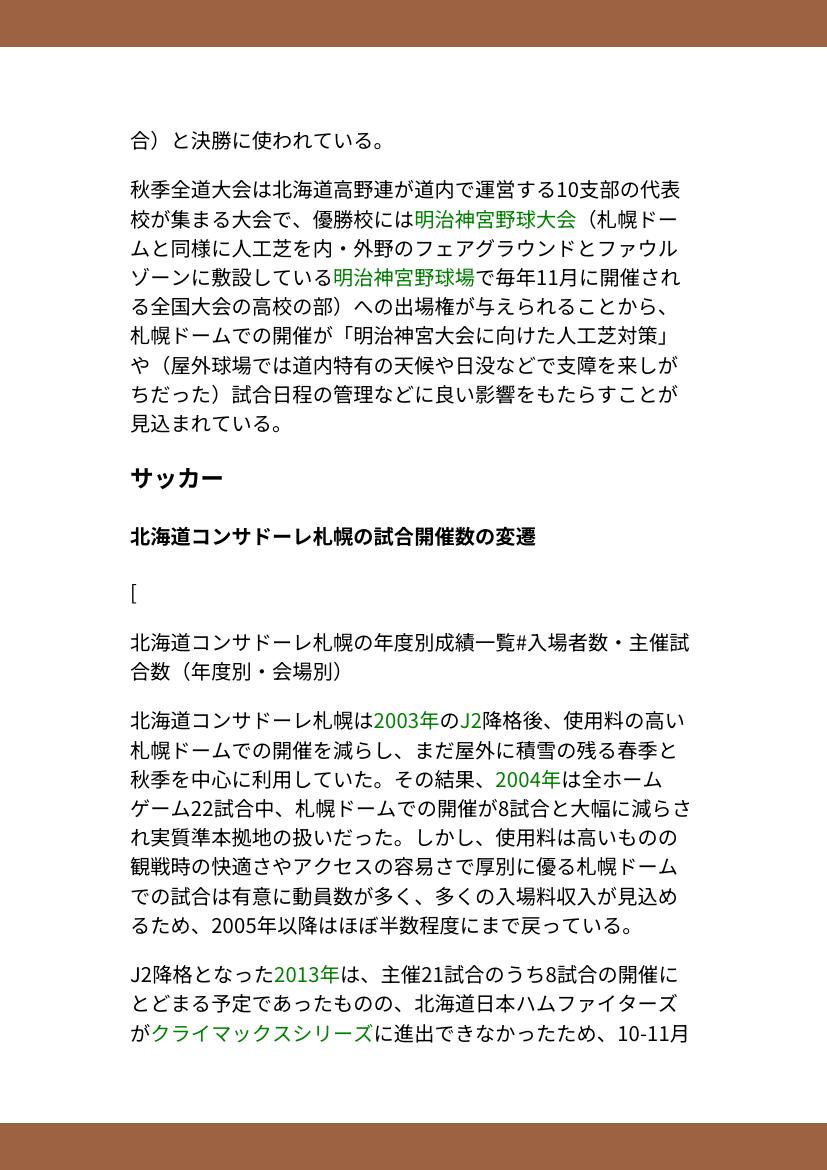 合）と決勝に使われている。
秋季全道大会は北海道高野連が道内で運営する10支部の代表
校が集まる大会で、優勝校には明治神宮野球大会（札幌ドー
ムと同様に人工芝を内・外野のフェアグラウンドとファウル
ゾーンに敷設している明治神宮野球場で毎年11月に開催され
る全国大会の高校の部）への出場権が与えられることから、
札幌ドームでの開催が「明治神宮大会に向けた人工芝対策」
や（屋外球場では道内特有の天候や日没などで支障を来しが
ちだった）試合日程の管理などに良い影響をもたらすことが
見込まれている。
サッカー
北海道コンサドーレ札幌の試合開催数の変遷
[
北海道コンサドーレ札幌の年度別成績一覧#入場者数・主催試
合数（年度別・会場別）
北海道コンサドーレ札幌は2003年のJ2降格後、使用料の高い
札幌ドームでの開催を減らし、まだ屋外に積雪の残る春季と
秋季を中心に利用していた。その結果、2004年は全ホーム
ゲーム22試合中、札幌ドームでの開催が8試合と大幅に減らさ
れ実質準本拠地の扱いだった。しかし、使用料は高いものの
観戦時の快適さやアクセスの容易さで厚別に優る札幌ドーム
での試合は有意に動員数が多く、多くの入場料収入が見込め
るため、2005年以降はほぼ半数程度にまで戻っている。
J2降格となった2013年は、主催21試合のうち8試合の開催に
とどまる予定であったものの、北海道日本ハムファイターズ
がクライマックスシリーズに進出できなかったため、10-11月